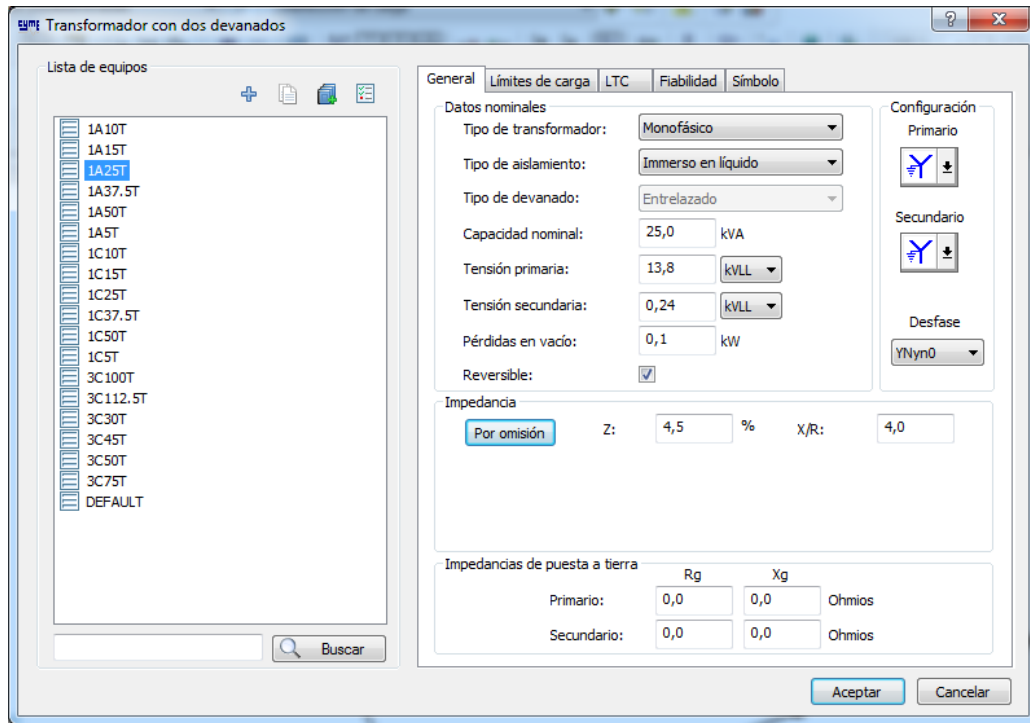 CYME Transformador con dos devanados
Lista de equipos
1A10T
1A15T
1A25T
1A37.5T
1A50T
1A5T
1C10T
1C15T
1C25T
1C37.5T
1C50T
1C5T
3C100T
3C112.5T
3C30T
3C45T
3C50T
3C75T
DEFAULT
Buscar
General Límites de carga LTC Fiabilidad Símbolo
Datos nominales
Tipo de transformador: Monofásico
Tipo de aislamiento: Immerso en líquido
Tipo de devanado: Entrelazado
Capacidad nominal: 25,0 kVA
Tensión primaria: 13,8 kVLL
Tensión secundaria: 0,24 kVLL
Pérdidas en vacío: 0,1 kW
Reversible:
Configuración
Primario
Secundario
Desfase
YNyn0
Impedancia
Por omisión Z: 4,5 % X/R: 4,0
Impedancias de puesta a tierra
Rg Xg
Primario: 0,0 0,0 Ohmios
Secundario: 0,0 0,0 Ohmios
Aceptar Cancelar